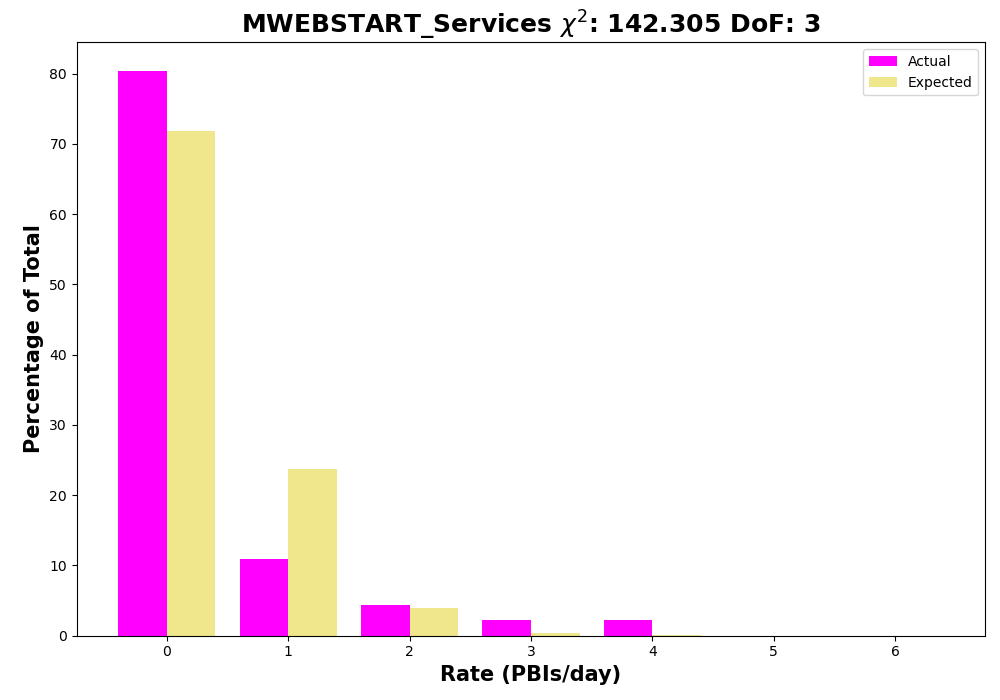 MWEBSTART_Services χ²: 142.305 DoF: 3
Actual
Expected
Percentage of Total
80
70
60
50
40
30
20
10
0
0 1 2 3 4 5 6
Rate (PBIs/day)